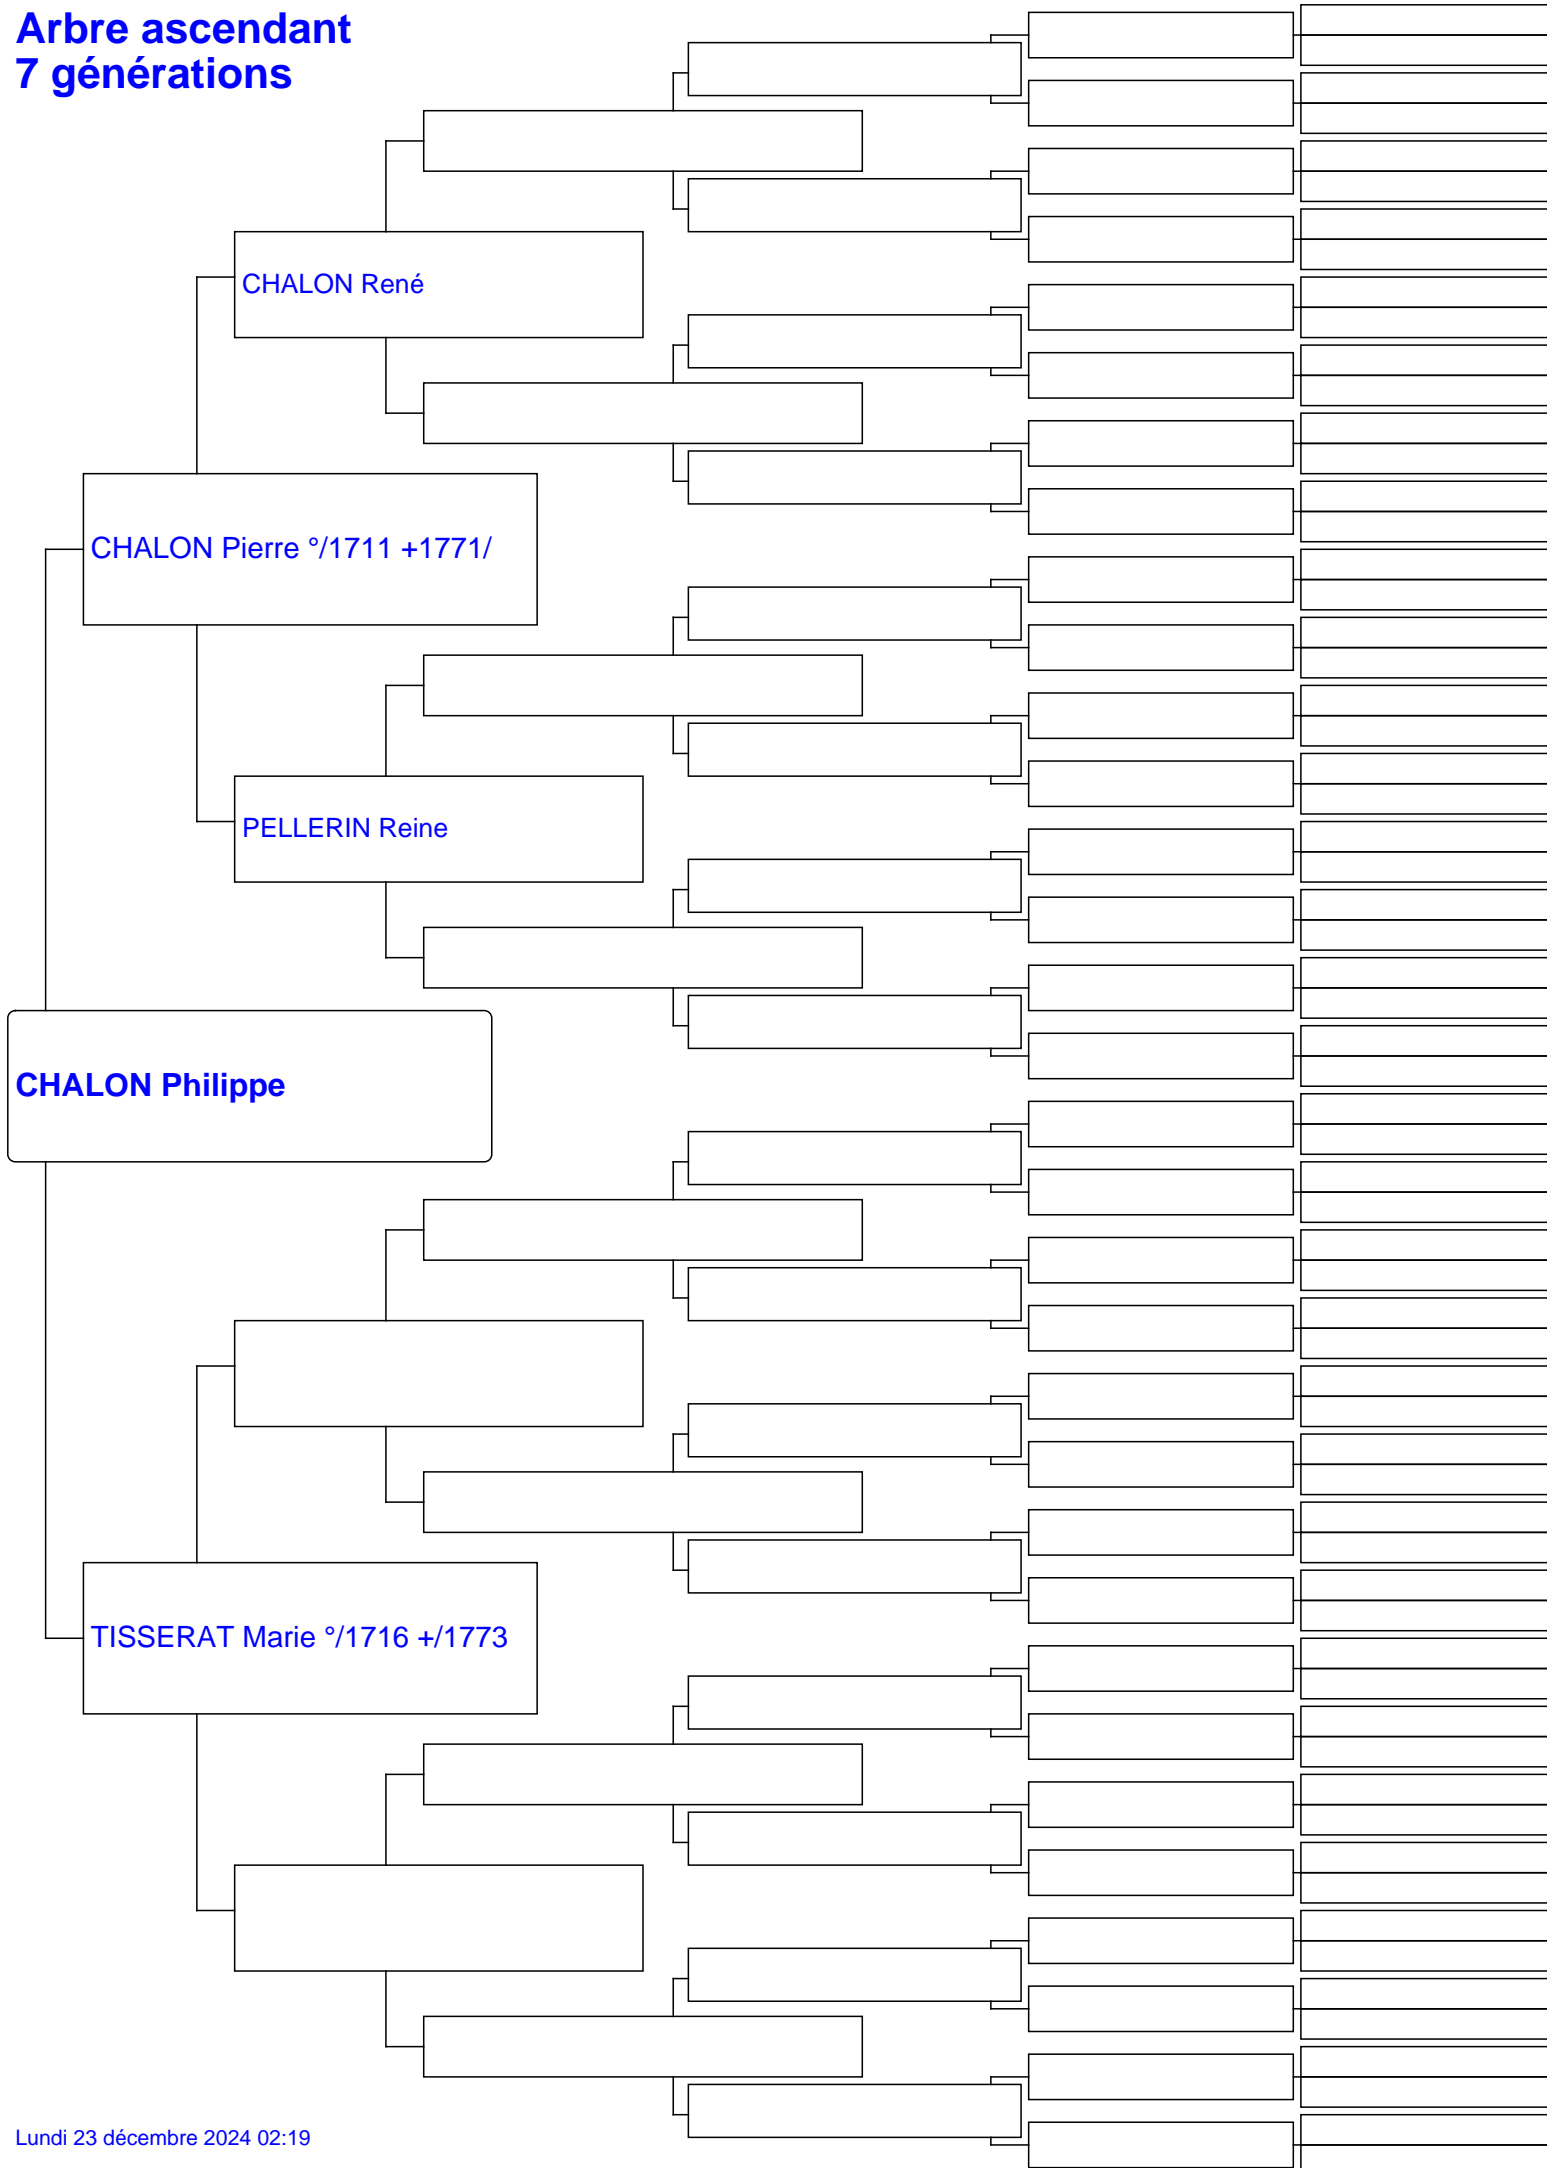 Arbre ascendant
7 générations
CHALON René
CHALON Pierre °/1711 +1771/
PELLERIN Reine
CHALON Philippe
TISSERAT Marie °/1716 +/1773
Lundi 23 décembre 2024 02:19